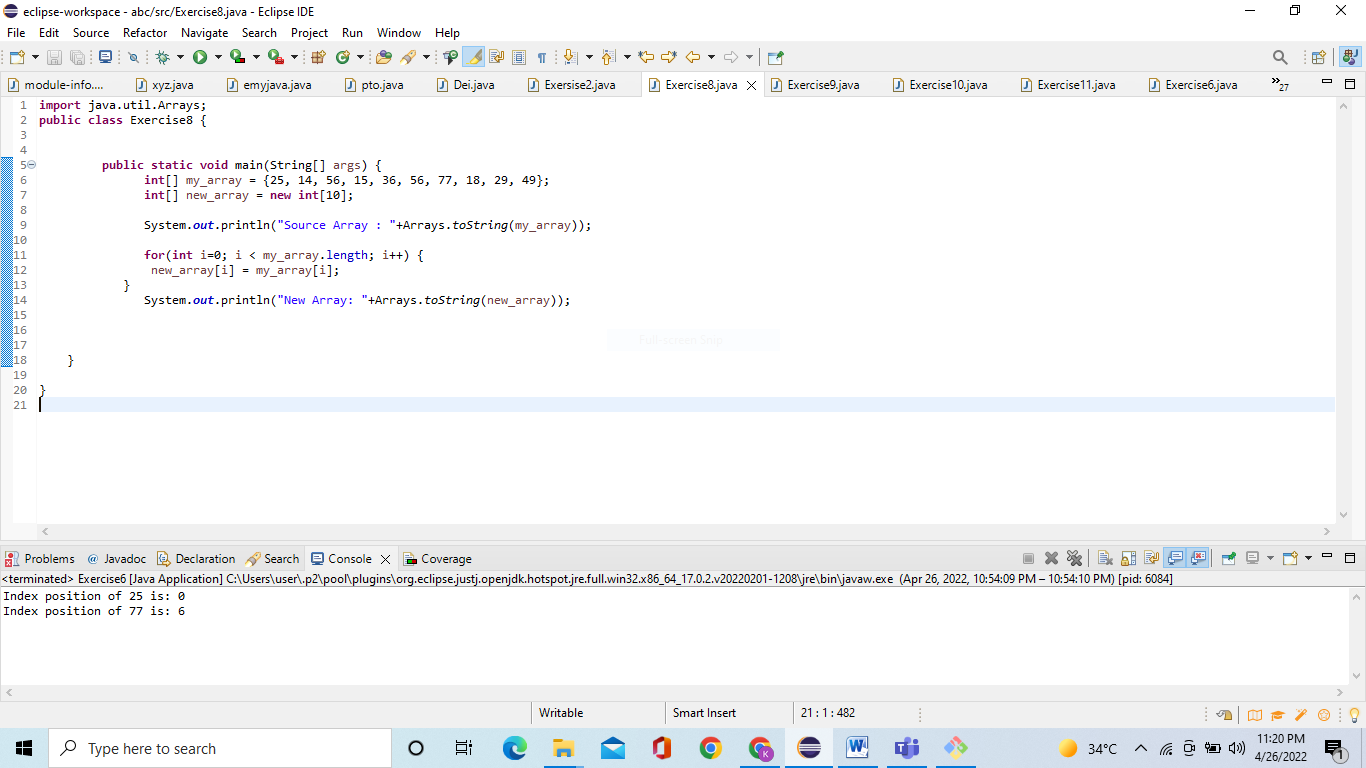 eclipse-workspace - abc/src/Exercise8.java - Eclipse IDE
File Edit Source Refactor Navigate Search Project Run Window Help
module-info.... xyz.java emyjava.java pto.java Dei.java Exersise2.java Exercise8.java Exercise9.java Exercise10.java Exercise11.java Exercise6.java »27
1 import java.util.Arrays;
2 public class Exercise8 {
3
4
5 public static void main(String[] args) {
6 int[] my_array = {25, 14, 56, 15, 36, 56, 77, 18, 29, 49};
7 int[] new_array = new int[10];
8
9 System.out.println("Source Array : "+Arrays.toString(my_array));
10
11 for(int i=0; i < my_array.length; i++) {
12 new_array[i] = my_array[i];
13 }
14 System.out.println("New Array: "+Arrays.toString(new_array));
15
16
17
Full-screen Snip
18 }
19
20 }
21
Problems @ Javadoc Declaration Search Console Coverage
<terminated> Exercise6 [Java Application] C:\Users\user\.p2\pool\plugins\org.eclipse.justj.openjdk.hotspot.jre.full.win32.x86_64_17.0.2.v20220201-1208\jre\bin\javaw.exe (Apr 26, 2022, 10:54:09 PM – 10:54:10 PM) [pid: 6084]
Index position of 25 is: 0
Index position of 77 is: 6
Writable Smart Insert 21 : 1 : 482
Type here to search K 34°C 11:20 PM
4/26/2022 1